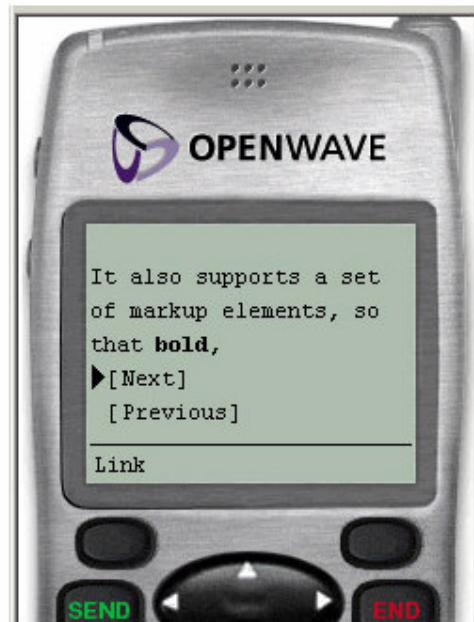 OPENWAVE
It also supports a set
of markup elements, so
that bold,
[Next]
[Previous]
Link
SEND
END